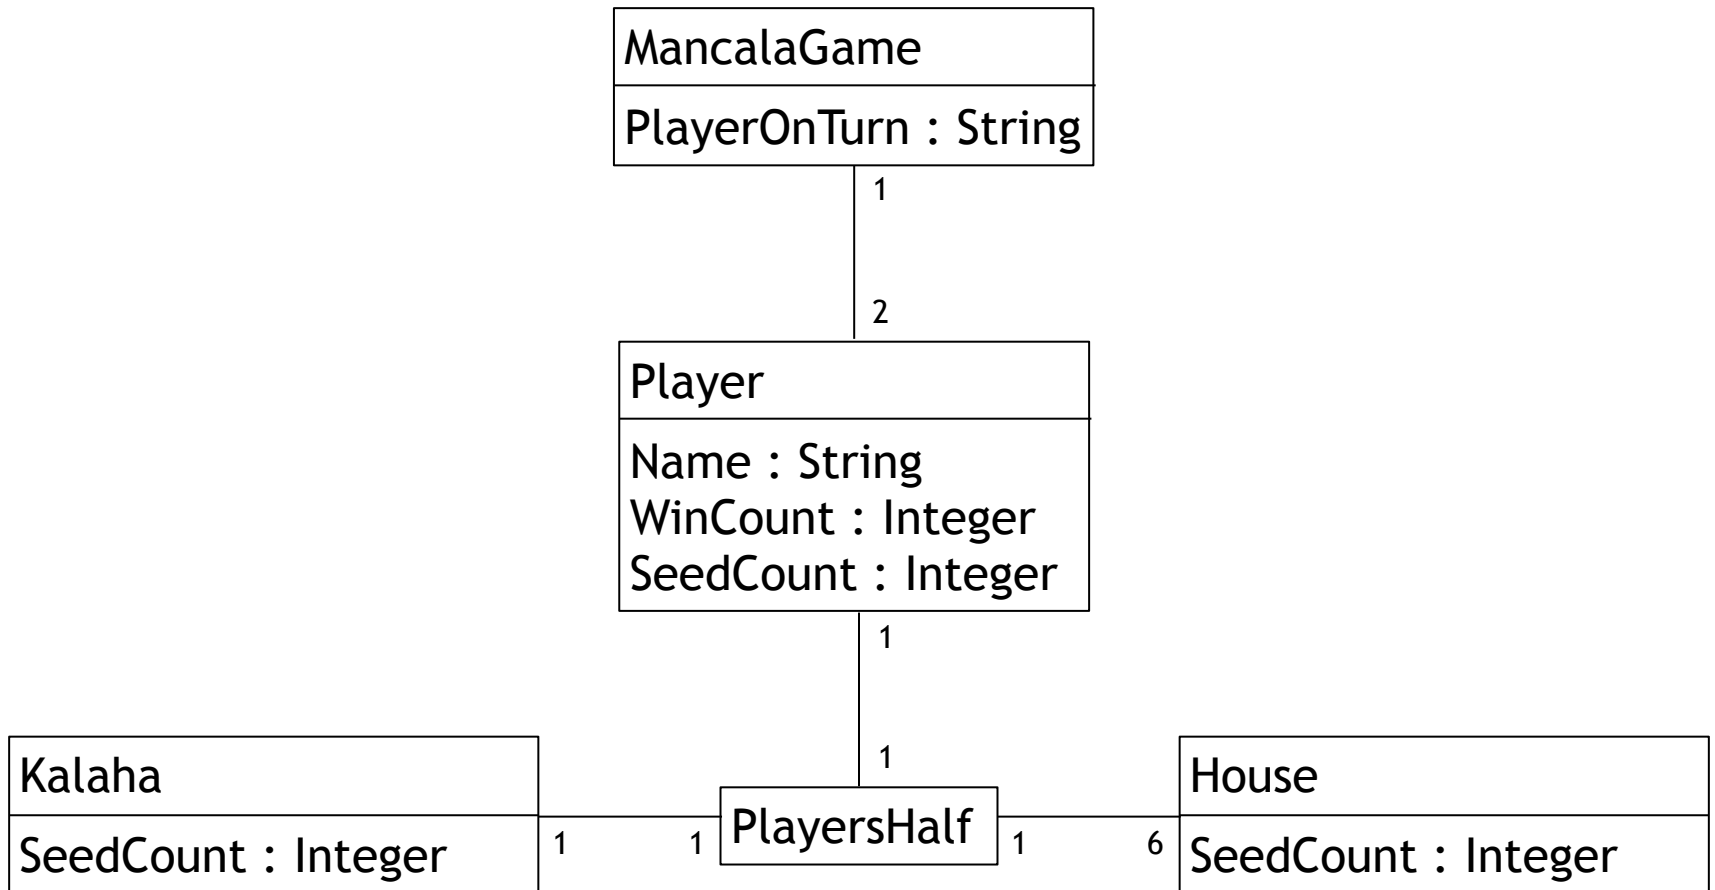 MancalaGame
PlayerOnTurn : String
1
2
Player
Name : String
WinCount : Integer
SeedCount : Integer
1
1
Kalaha
SeedCount : Integer
1
1
PlayersHalf
1
6
House
SeedCount : Integer